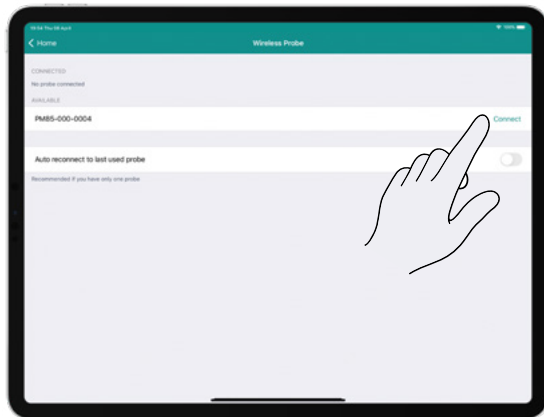 09:54 Thu 08 April
100%
Home
Wireless Probe
CONNECTED
No probe connected
AVAILABLE
PM85-000-0004
Connect
Auto reconnect to last used probe
Recommended if you have only one probe